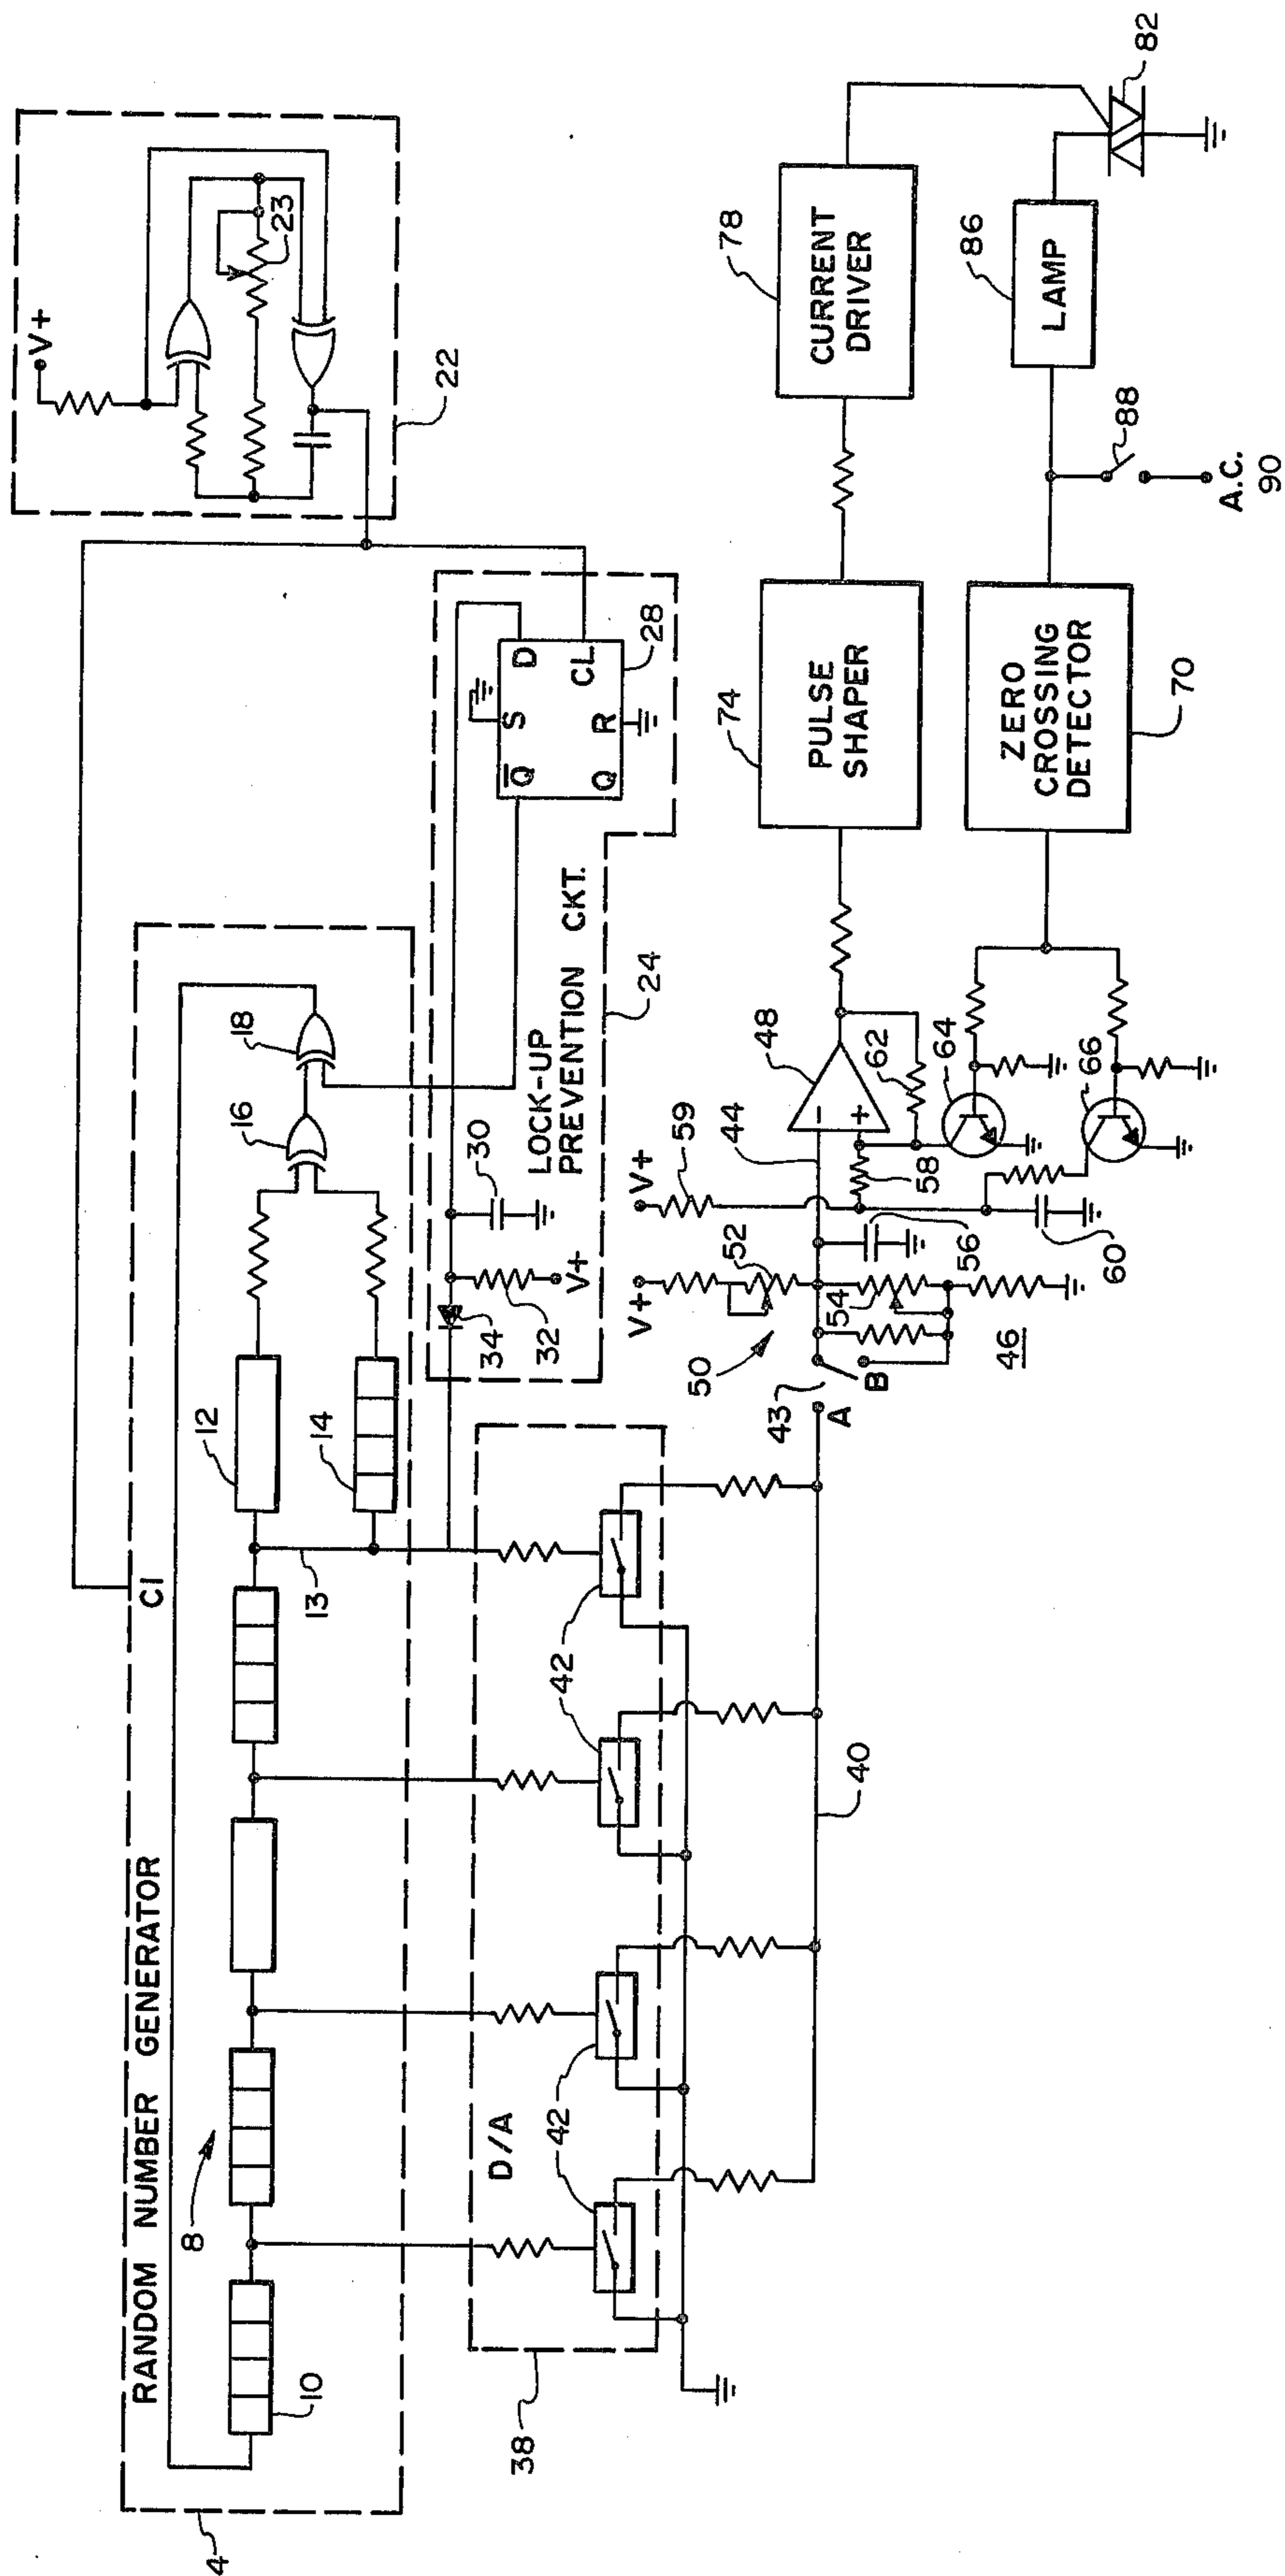 RANDOM NUMBER GENERATOR
CI
4
8
10
12
13
14
16
18
V+
23
22
LOCK-UP
PREVENTION CKT.
24
30
32
V+
34
S
D
Q̅
CL
R
Q
28
D/A
38
42
42
42
40
43
A
B
46
50
V+
52
54
56
V+
59
44
48
-
+
58
60
62
64
66
PULSE
SHAPER
74
CURRENT
DRIVER
78
82
ZERO
CROSSING
DETECTOR
70
LAMP
86
88
A.C.
90